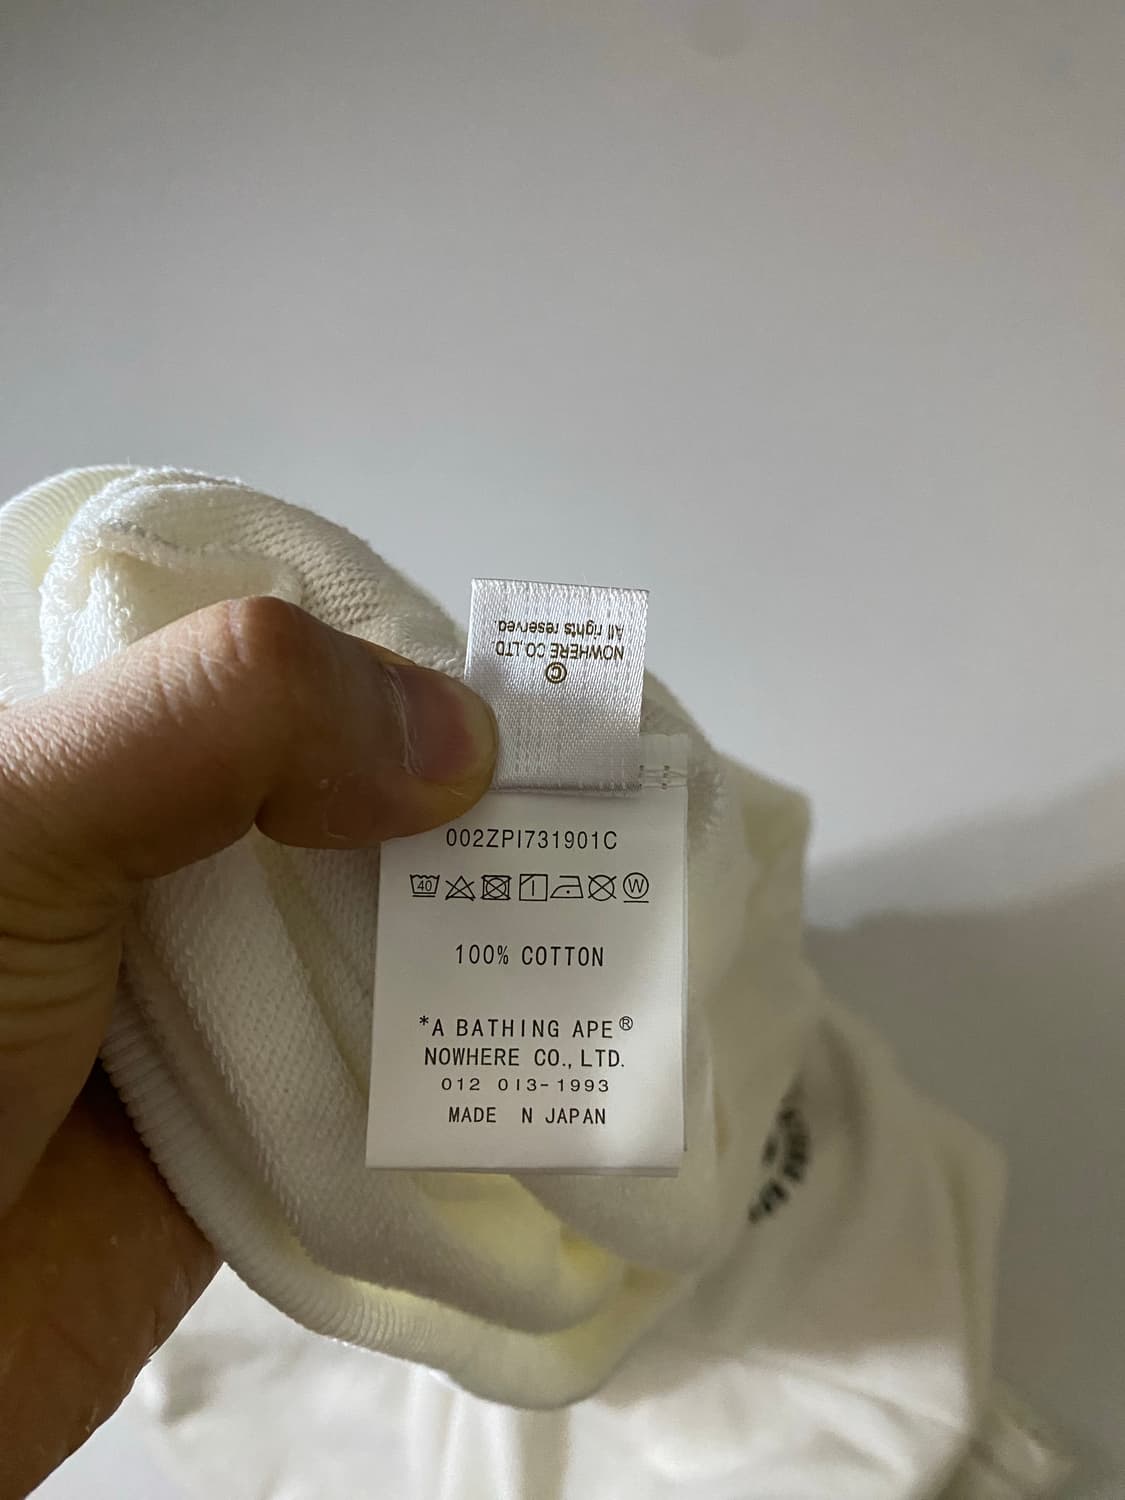 All rights reserved.
NOWHERE CO.,LTD.
©
002ZPI731901C
40 W
100% COTTON
*A BATHING APE®
NOWHERE CO., LTD.
012 013-1993
MADE N JAPAN